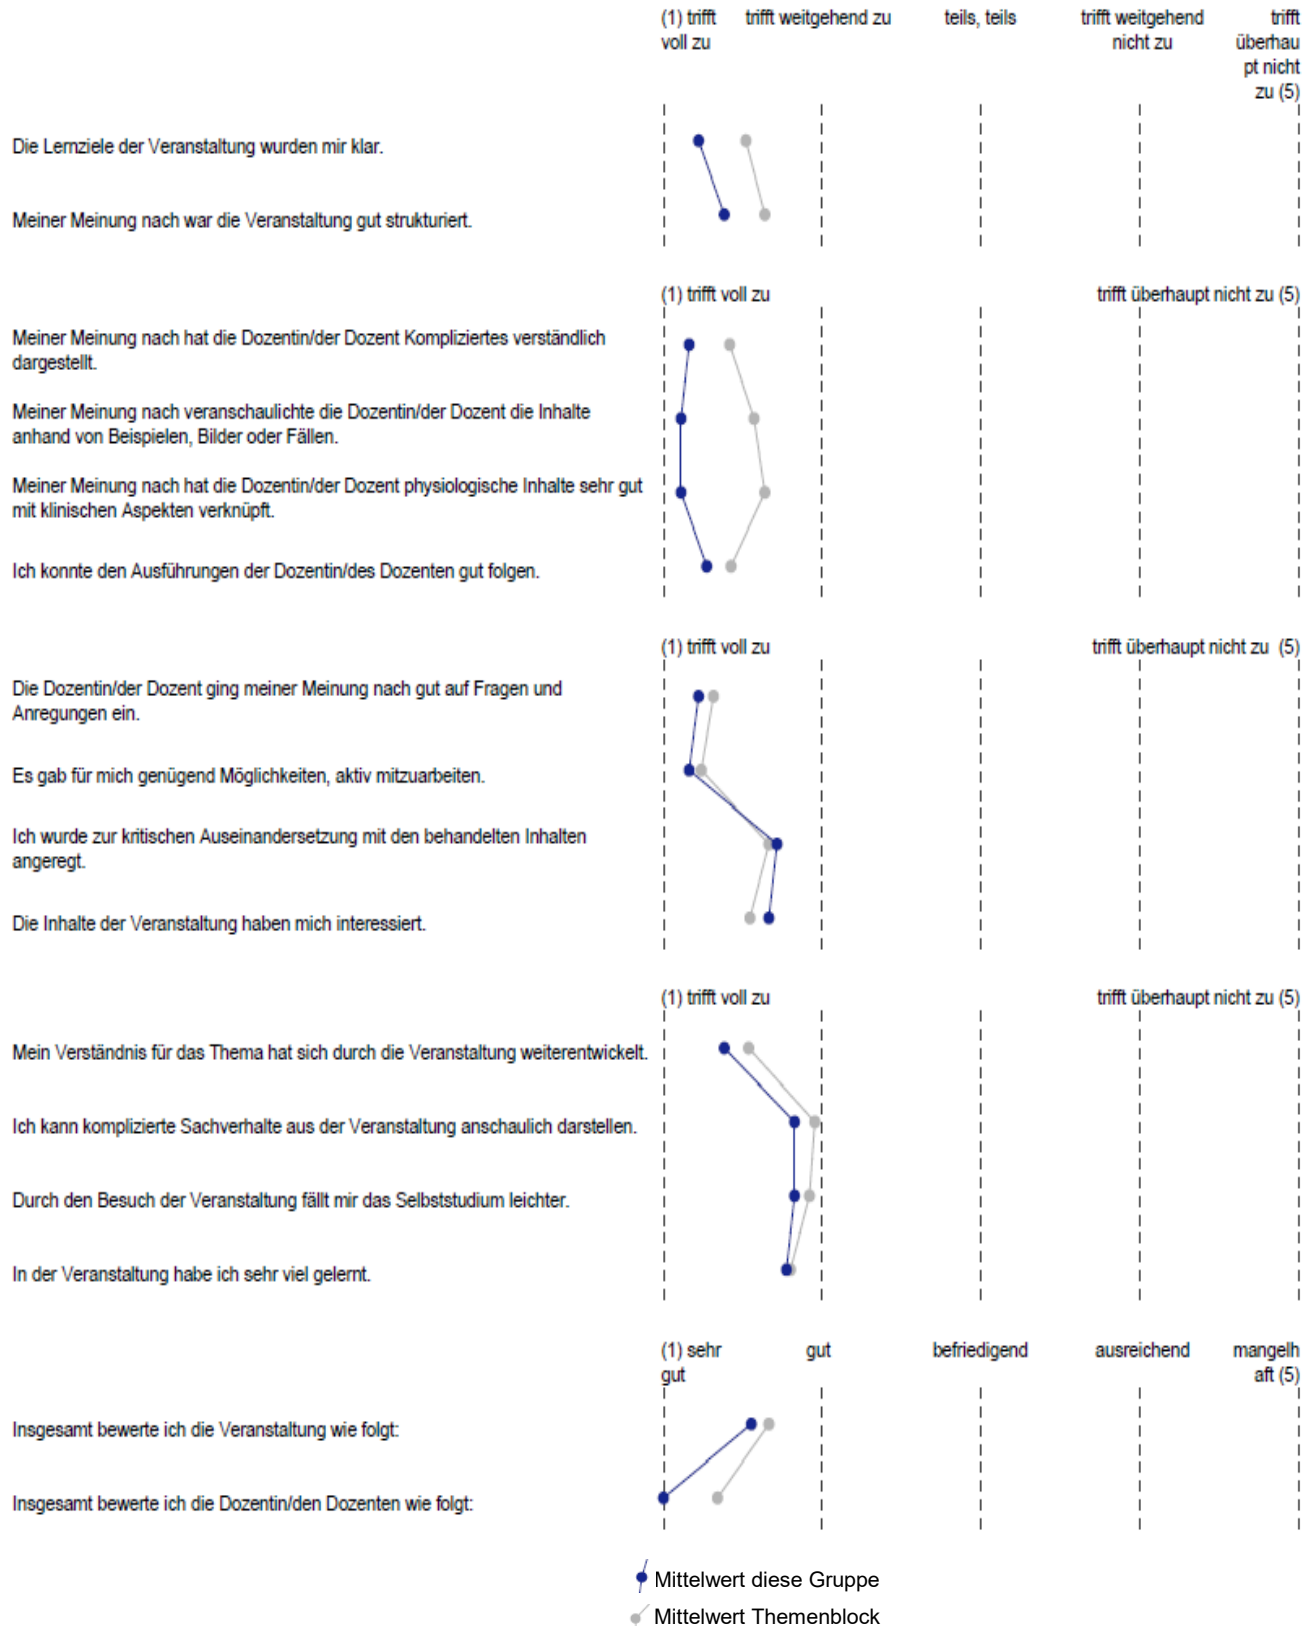 (1) trifft voll zu
trifft weitgehend zu
teils, teils
trifft weitgehend nicht zu
trifft überhau pt nicht zu (5)
Die Lernziele der Veranstaltung wurden mir klar.
Meiner Meinung nach war die Veranstaltung gut strukturiert.
(1) trifft voll zu
trifft überhaupt nicht zu (5)
Meiner Meinung nach hat die Dozentin/der Dozent Kompliziertes verständlich
dargestellt.
Meiner Meinung nach veranschaulichte die Dozentin/der Dozent die Inhalte
anhand von Beispielen, Bilder oder Fällen.
Meiner Meinung nach hat die Dozentin/der Dozent physiologische Inhalte sehr gut
mit klinischen Aspekten verknüpft.
Ich konnte den Ausführungen der Dozentin/des Dozenten gut folgen.
(1) trifft voll zu
trifft überhaupt nicht zu (5)
Die Dozentin/der Dozent ging meiner Meinung nach gut auf Fragen und
Anregungen ein.
Es gab für mich genügend Möglichkeiten, aktiv mitzuarbeiten.
Ich wurde zur kritischen Auseinandersetzung mit den behandelten Inhalten
angeregt.
Die Inhalte der Veranstaltung haben mich interessiert.
(1) trifft voll zu
trifft überhaupt nicht zu (5)
Mein Verständnis für das Thema hat sich durch die Veranstaltung weiterentwickelt.
Ich kann komplizierte Sachverhalte aus der Veranstaltung anschaulich darstellen.
Durch den Besuch der Veranstaltung fällt mir das Selbststudium leichter.
In der Veranstaltung habe ich sehr viel gelernt.
(1) sehr gut
gut
befriedigend
ausreichend
mangelh aft (5)
Insgesamt bewerte ich die Veranstaltung wie folgt:
Insgesamt bewerte ich die Dozentin/den Dozenten wie folgt:
Mittelwert diese Gruppe
Mittelwert Themenblock